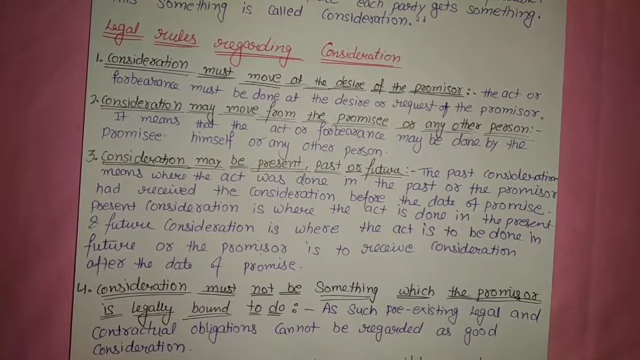 This something is called Consideration." each party gets something.
Legal rules regarding Consideration
1. Consideration must move at the desire of the promisor:- the act or
forbearance must be done at the desire or request of the promisor.
2. Consideration may move from the promisee or any other person:-
It means that the act or forbearance may be done by the
promisee himself or any other person.
3. Consideration may be present, past or future:- The past consideration
means where the act was done in the past or the promisor
had received the consideration before the date of promise.
present consideration is where the act is done in the present
& future consideration is where the act is to be done in
future or the promisor is to receive consideration
after the date of promise.
4. Consideration must not be Something which the promisor
is legally bound to do:- As such pre-existing legal and
contractual obligations cannot be regarded as good
consideration.